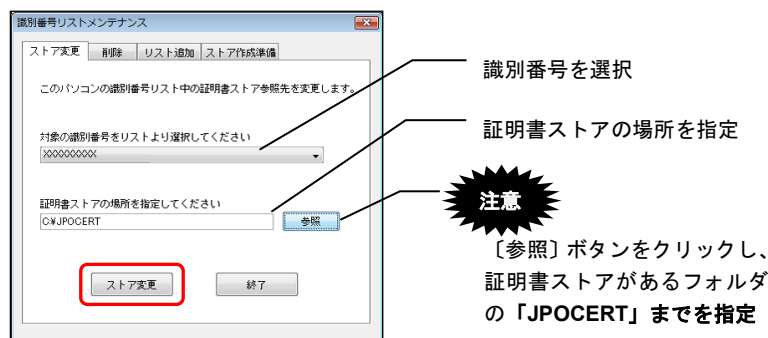 識別番号リストメンテナンス
ストア変更 削除 リスト追加 ストア作成準備
このパソコンの識別番号リスト中の証明書ストア参照先を変更します。
対象の識別番号をリストより選択してください
XXXXXXXXX
証明書ストアの場所を指定してください
C:¥JPOCERT
参照
ストア変更 終了
識別番号を選択
証明書ストアの場所を指定
注意
〔参照〕ボタンをクリックし、
証明書ストアがあるフォルダ
の「JPOCERT」までを指定